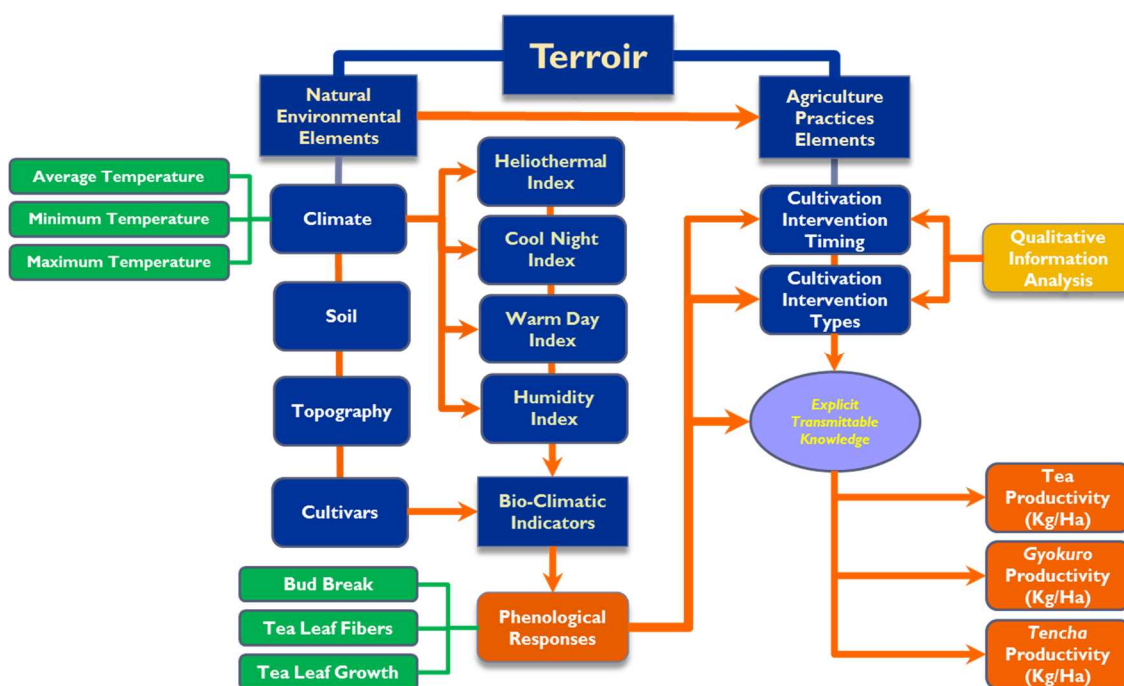 Terroir
Natural
Environmental
Elements
Agriculture
Practices
Elements
Average Temperature
Minimum Temperature
Maximum Temperature
Climate
Soil
Topography
Cultivars
Heliothermal
Index
Cool Night
Index
Warm Day
Index
Humidity
Index
Bio-Climatic
Indicators
Bud Break
Tea Leaf Fibers
Tea Leaf Growth
Phenological
Responses
Cultivation
Intervention
Timing
Cultivation
Intervention
Types
Qualitative
Information
Analysis
Explicit
Transmittable
Knowledge
Tea
Productivity
(Kg/Ha)
Gyokuro
Productivity
(Kg/Ha)
Tencha
Productivity
(Kg/Ha)